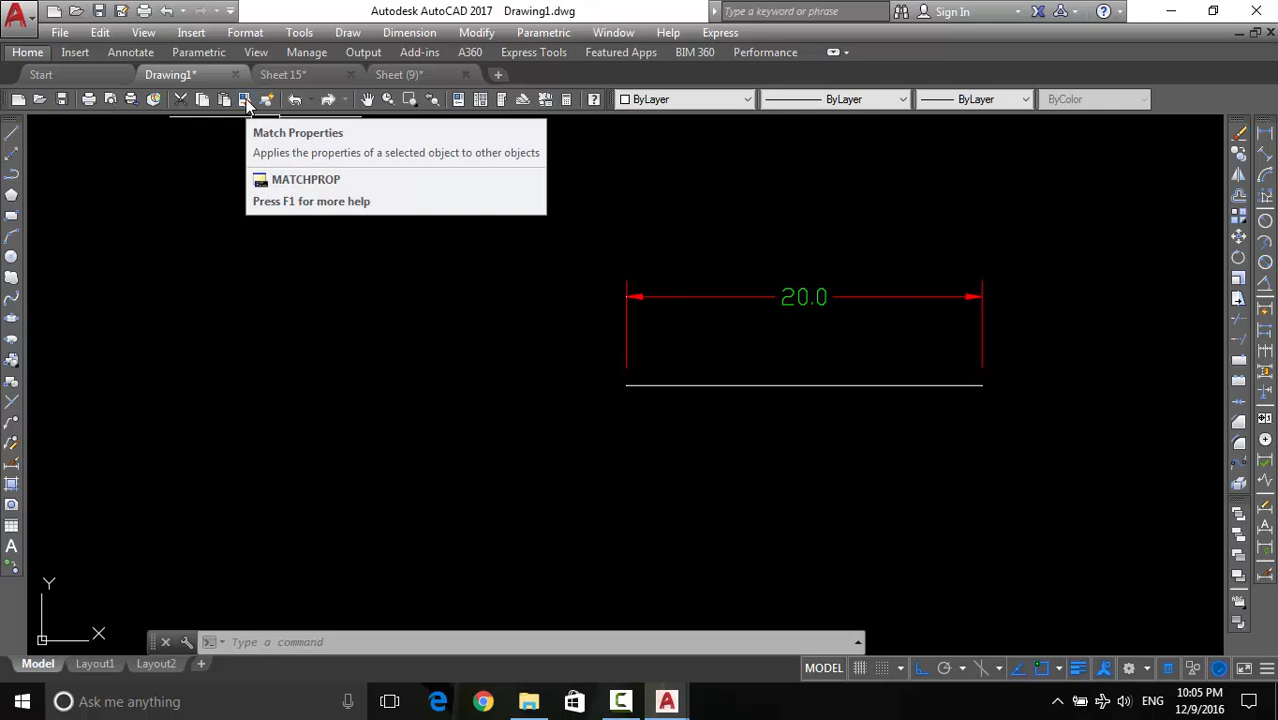 Autodesk AutoCAD 2017 Drawing1.dwg
Type a keyword or phrase
Sign In
File Edit View Insert Format Tools Draw Dimension Modify Parametric Window Help Express
Home Insert Annotate Parametric View Manage Output Add-ins A360 Express Tools Featured Apps BIM 360 Performance
Start Drawing1* Sheet 15* Sheet (9)*
ByLayer ByLayer ByLayer ByColor
Match Properties
Applies the properties of a selected object to other objects
MATCHPROP
Press F1 for more help
20.0
Y
X
Type a command
Model Layout1 Layout2
MODEL
Ask me anything
ENG
10:05 PM
12/9/2016